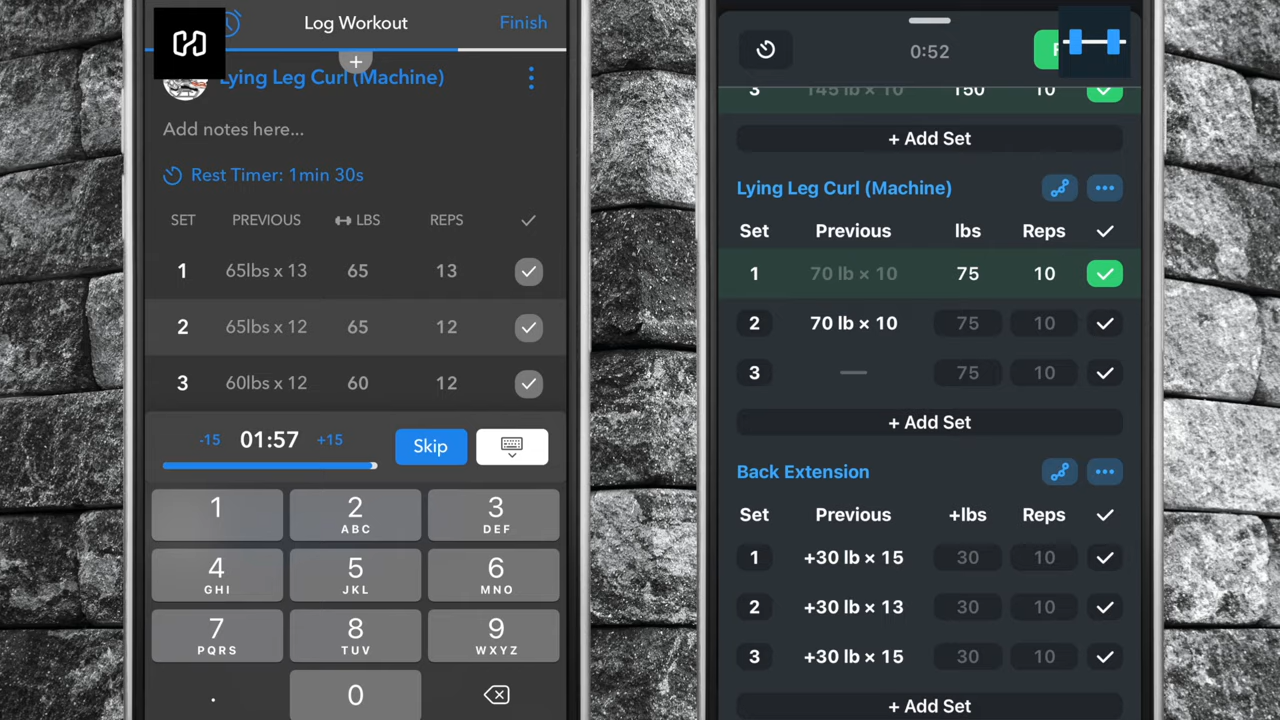 Log Workout
Finish
Lying Leg Curl (Machine)
Add notes here...
Rest Timer: 1min 30s
SET PREVIOUS LBS REPS
1 65lbs x 13 65 13
2 65lbs x 12 65 12
3 60lbs x 12 60 12
-15 01:57 +15 Skip
1
2 ABC
3 DEF
4 GHI
5 JKL
6 MNO
7 PQRS
8 TUV
9 WXYZ
.
0
0:52
3 145 lb × 10 150 10
+ Add Set
Lying Leg Curl (Machine)
Set Previous lbs Reps
1 70 lb × 10 75 10
2 70 lb × 10 75 10
3 — 75 10
+ Add Set
Back Extension
Set Previous +lbs Reps
1 +30 lb × 15 30 10
2 +30 lb × 13 30 10
3 +30 lb × 15 30 10
+ Add Set